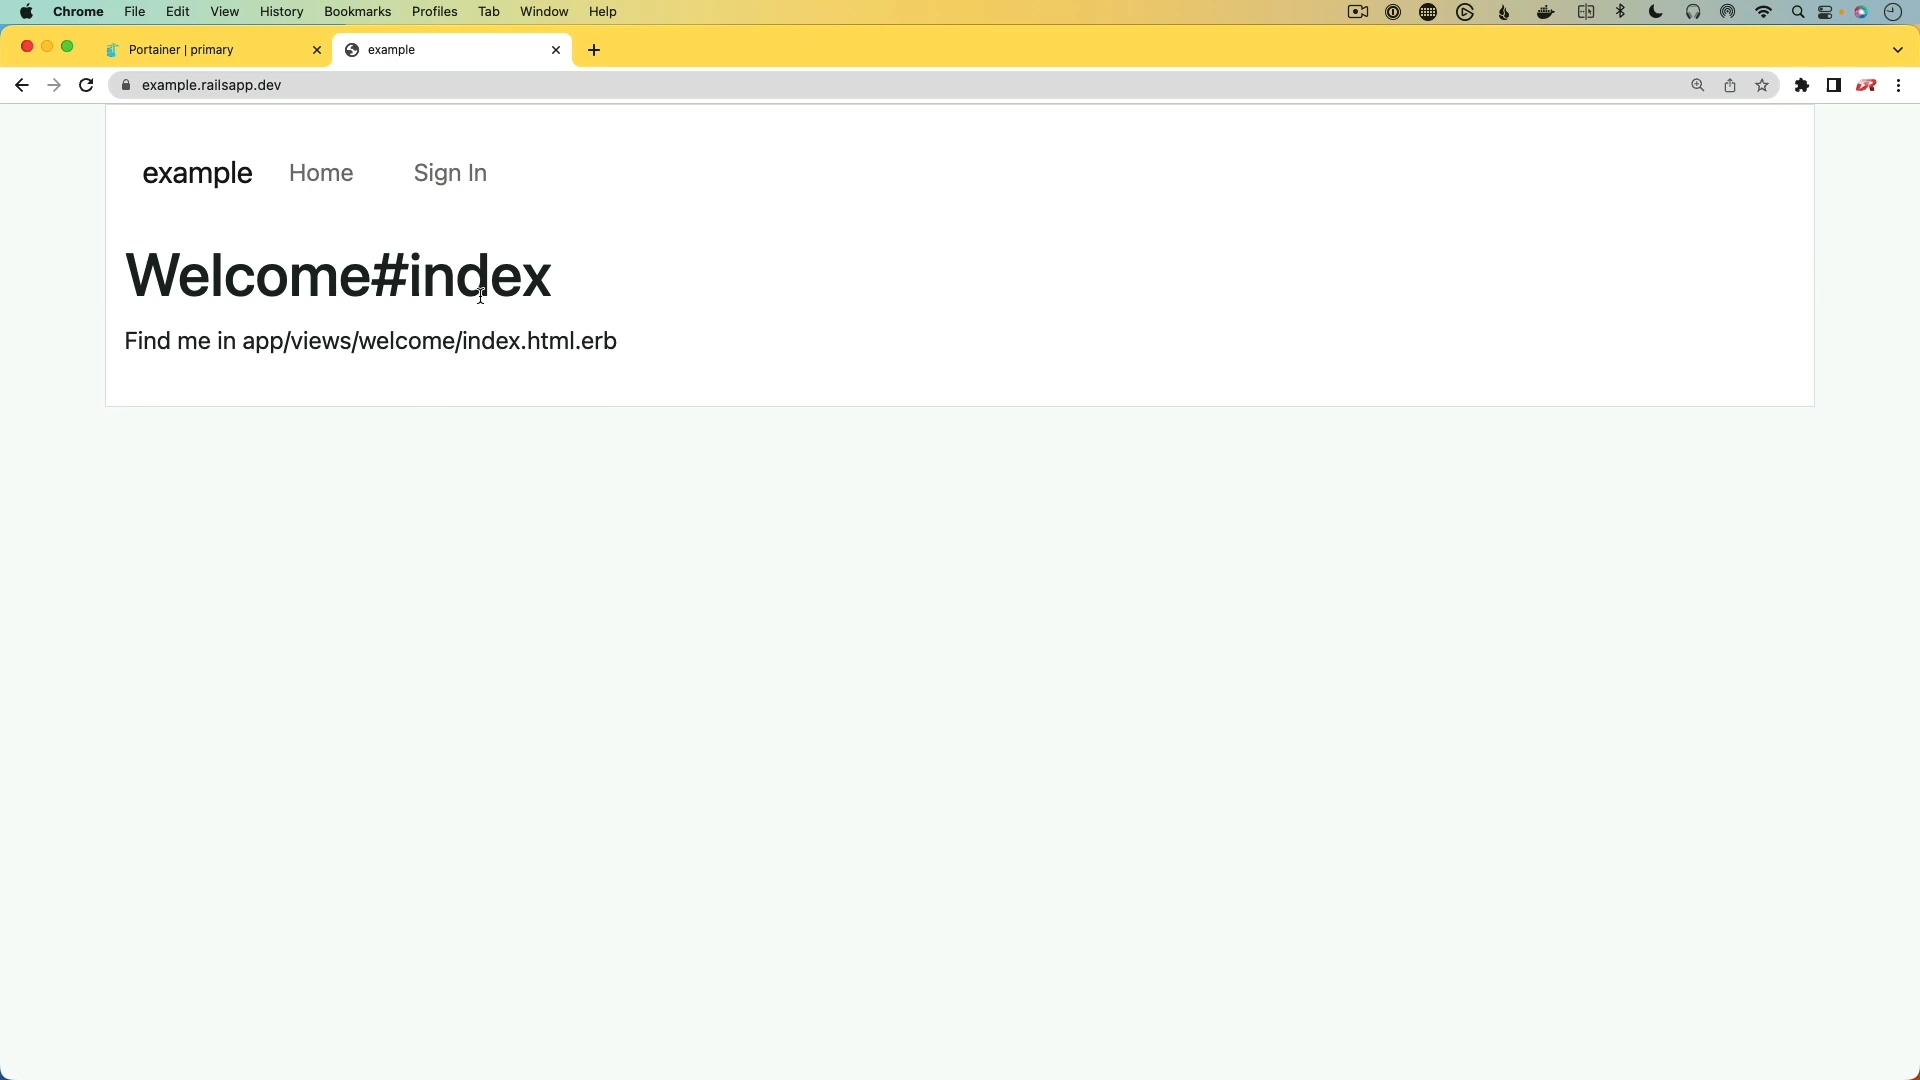 Chrome File Edit View History Bookmarks Profiles Tab Window Help
Portainer | primary
example
example.railsapp.dev
example Home Sign In
Welcome#index
Find me in app/views/welcome/index.html.erb